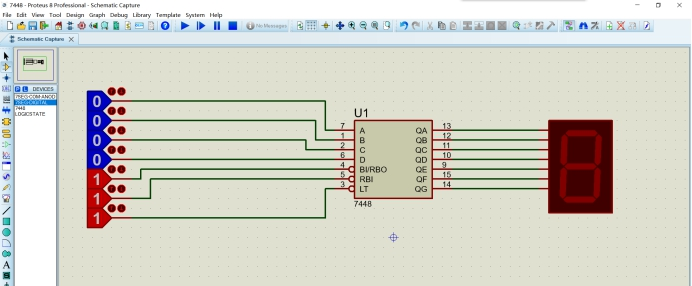 7448 - Proteus 8 Professional - Schematic Capture
File Edit View Tool Design Graph Debug Library Template System Help
No Messages
Schematic Capture X
P L DEVICES
7SEG-COM-ANOD
7SEG-DIGITAL
7448
LOGICSTATE
0
0
0
0
1
1
1
U1
7 A QA 13
1 B QB 12
2 C QC 11
6 D QD 10
4 BI/RBO QE 9
5 RBI QF 15
3 LT QG 14
7448
A